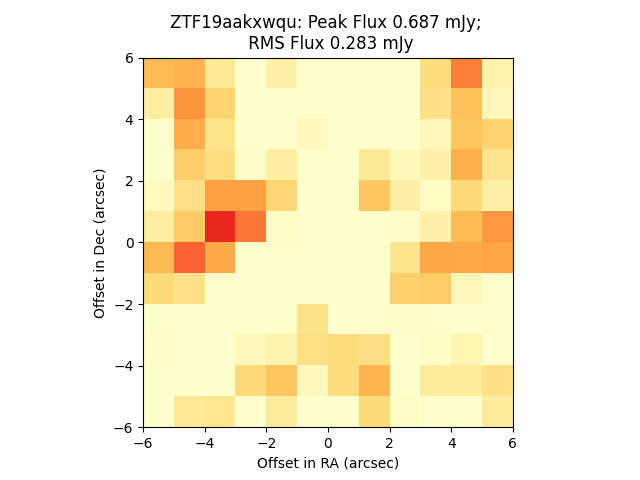 ZTF19aakxwqu: Peak Flux 0.687 mJy;
RMS Flux 0.283 mJy
6
4
2
0
−2
−4
−6
Offset in Dec (arcsec)
−6 −4 −2 0 2 4 6
Offset in RA (arcsec)